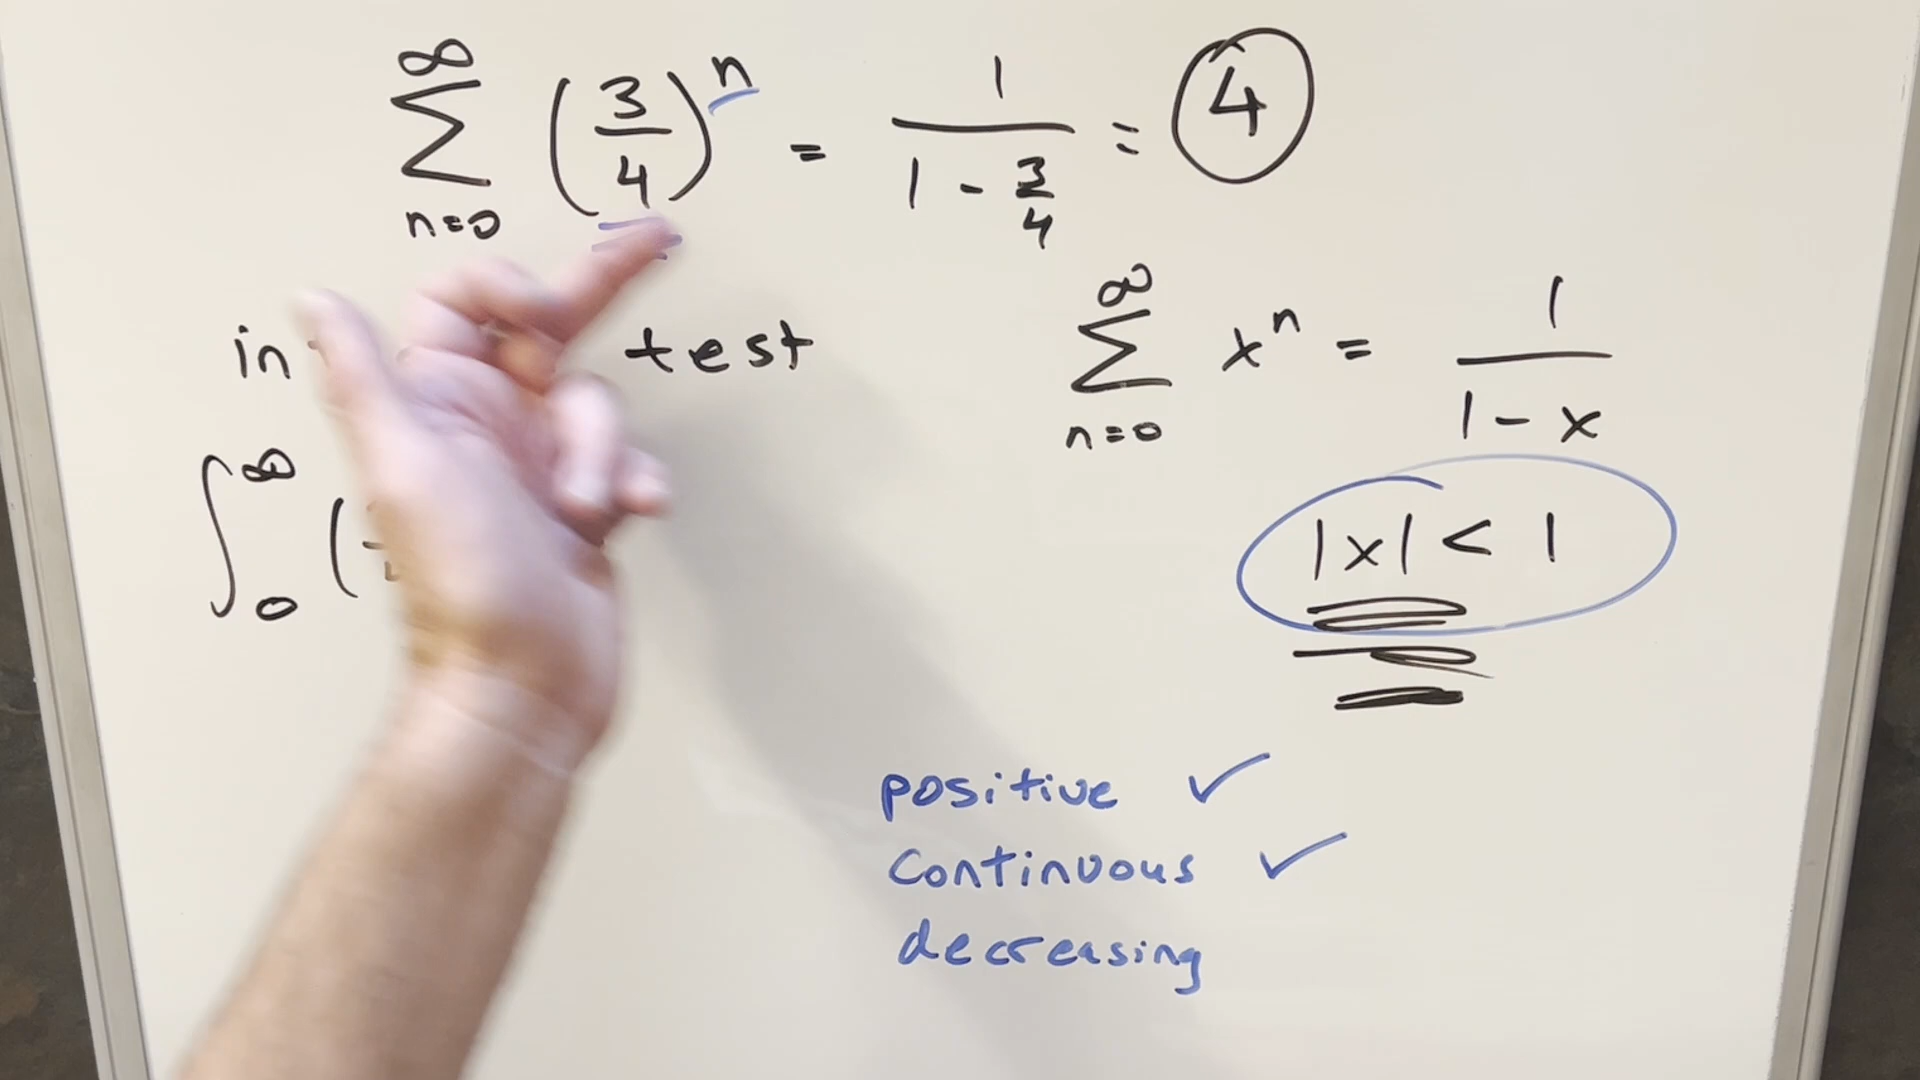 ∞
Σ (3/4)^n = 1/(1 - 3/4) = 4
n=0
in test
∞
Σ x^n = 1/(1 - x)
n=0
∫_0^∞ (
|x| < 1
positive ✓
continuous ✓
decreasing